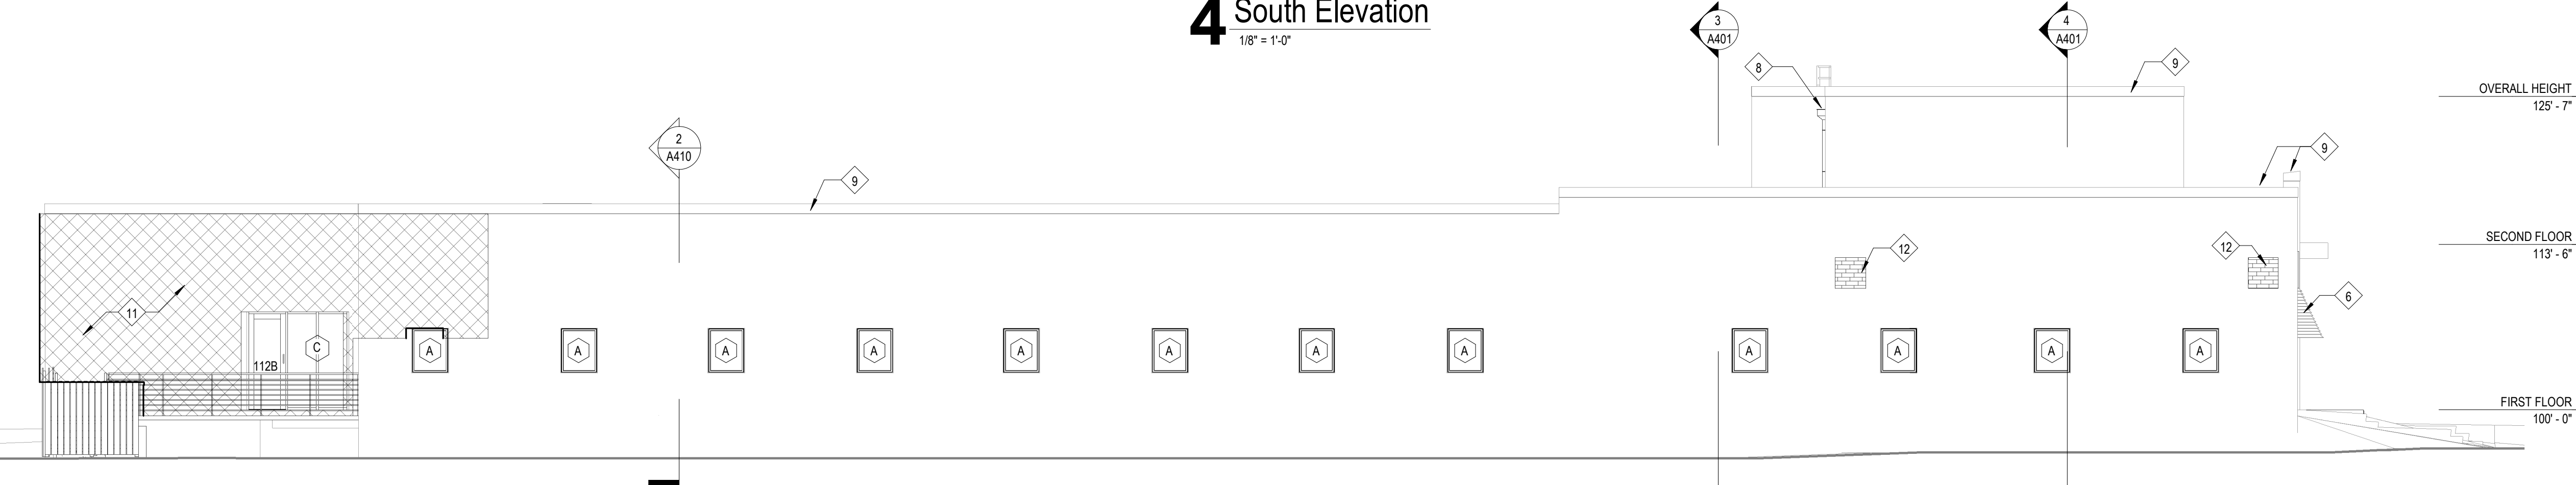 4 South Elevation
1/8" = 1'-0"
3
A401
4
A401
8
9
OVERALL HEIGHT
125' - 7"
2
A410
9
9
12
12
SECOND FLOOR
113' - 6"
11
6
C
112B
A
A
A
A
A
A
A
A
A
A
A
A
FIRST FLOOR
100' - 0"